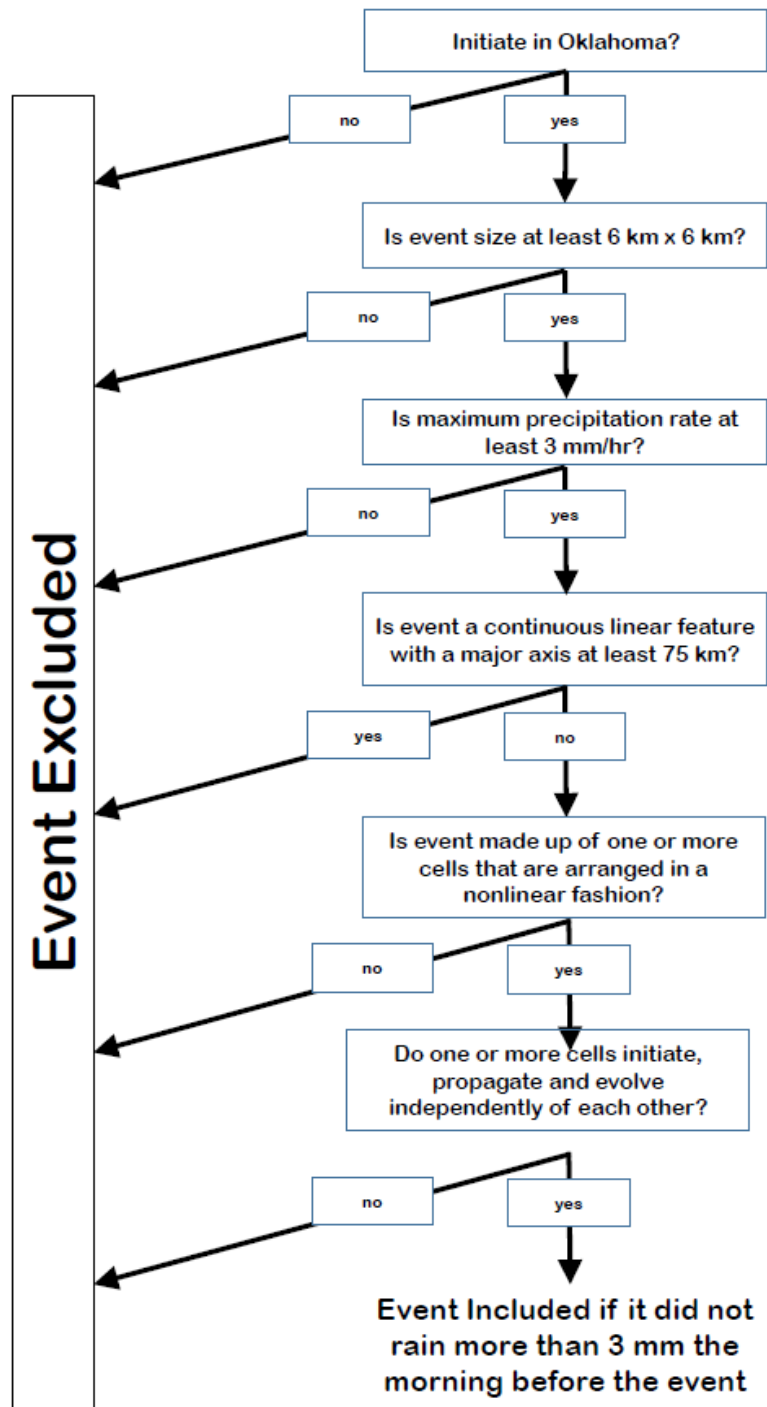 Initiate in Oklahoma?
no
yes
Is event size at least 6 km x 6 km?
no
yes
Is maximum precipitation rate at
least 3 mm/hr?
no
yes
Is event a continuous linear feature
with a major axis at least 75 km?
yes
no
Is event made up of one or more
cells that are arranged in a
nonlinear fashion?
no
yes
Do one or more cells initiate,
propagate and evolve
independently of each other?
no
yes
Event Included if it did not
rain more than 3 mm the
morning before the event
Event Excluded